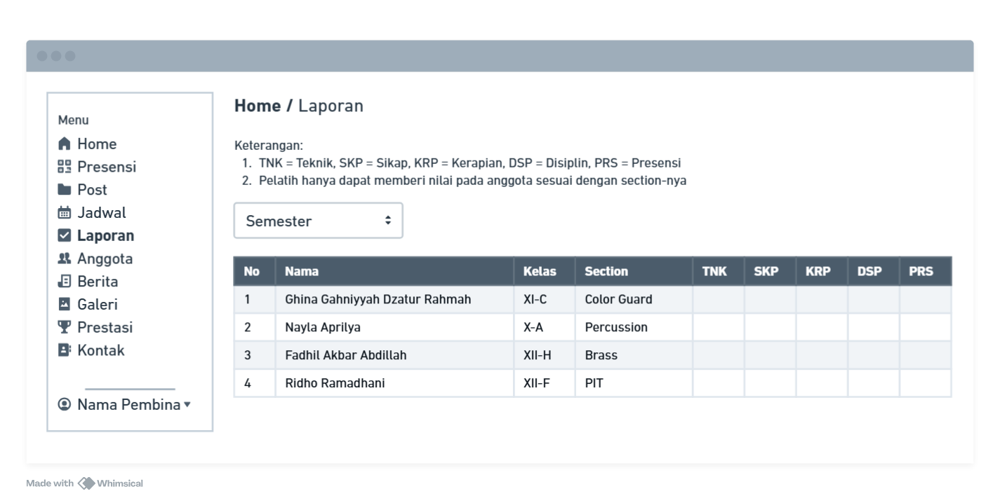 Menu
Home
Presensi
Post
Jadwal
Laporan
Anggota
Berita
Galeri
Prestasi
Kontak
Nama Pembina
Home / Laporan
Keterangan:
1. TNK = Teknik, SKP = Sikap, KRP = Kerapian, DSP = Disiplin, PRS = Presensi
2. Pelatih hanya dapat memberi nilai pada anggota sesuai dengan section-nya
Semester
No Nama Kelas Section TNK SKP KRP DSP PRS
1 Ghina Gahniyyah Dzatur Rahmah XI-C Color Guard
2 Nayla Aprilya X-A Percussion
3 Fadhil Akbar Abdillah XII-H Brass
4 Ridho Ramadhani XII-F PIT
Made with Whimsical